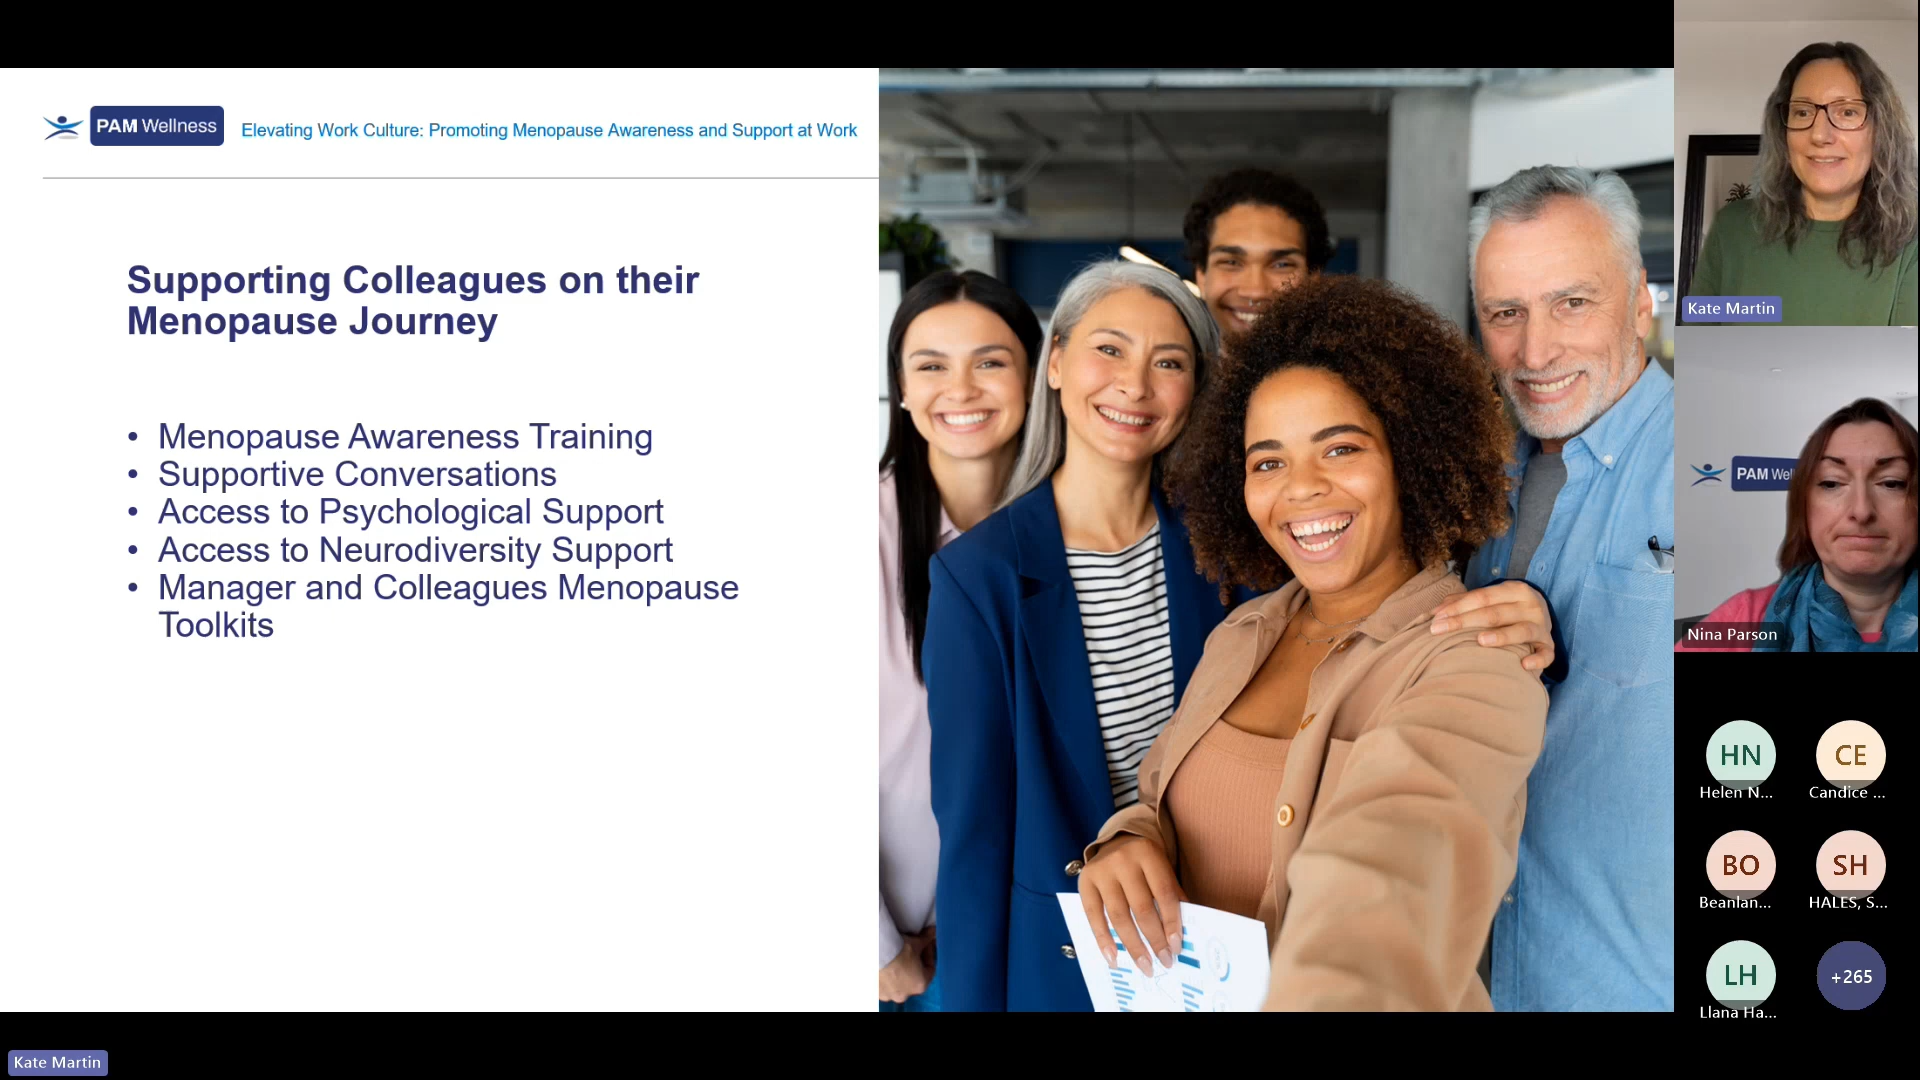 PAM Wellness
Elevating Work Culture: Promoting Menopause Awareness and Support at Work
Supporting Colleagues on their
Menopause Journey
• Menopause Awareness Training
• Supportive Conversations
• Access to Psychological Support
• Access to Neurodiversity Support
• Manager and Colleagues Menopause
Toolkits
Kate Martin
PAM Wel
Nina Parson
HN
Helen N...
CE
Candice ...
BO
Beanlan...
SH
HALES, S...
LH
Llana Ha...
+265
Kate Martin